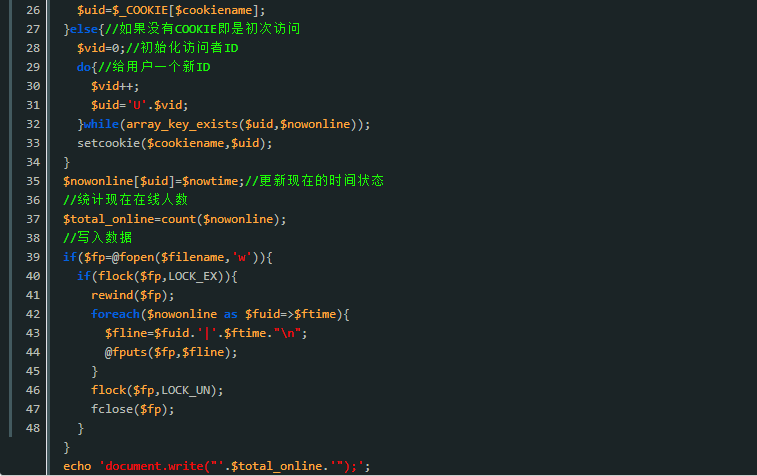 26 $uid=$_COOKIE[$cookiename];
27 }else{//如果没有COOKIE即是初次访问
28 $vid=0;//初始化访问者ID
29 do{//给用户一个新ID
30 $vid++;
31 $uid='U'.$vid;
32 }while(array_key_exists($uid,$nowonline));
33 setcookie($cookiename,$uid);
34 }
35 $nowonline[$uid]=$nowtime;//更新现在的时间状态
36 //统计现在在线人数
37 $total_online=count($nowonline);
38 //写入数据
39 if($fp=@fopen($filename,'w')){
40 if(flock($fp,LOCK_EX)){
41 rewind($fp);
42 foreach($nowonline as $fuid=>$ftime){
43 $fline=$fuid.'|'.$ftime."\n";
44 @fputs($fp,$fline);
45 }
46 flock($fp,LOCK_UN);
47 fclose($fp);
48 }
}
echo 'document.write("'.$total_online.'");';